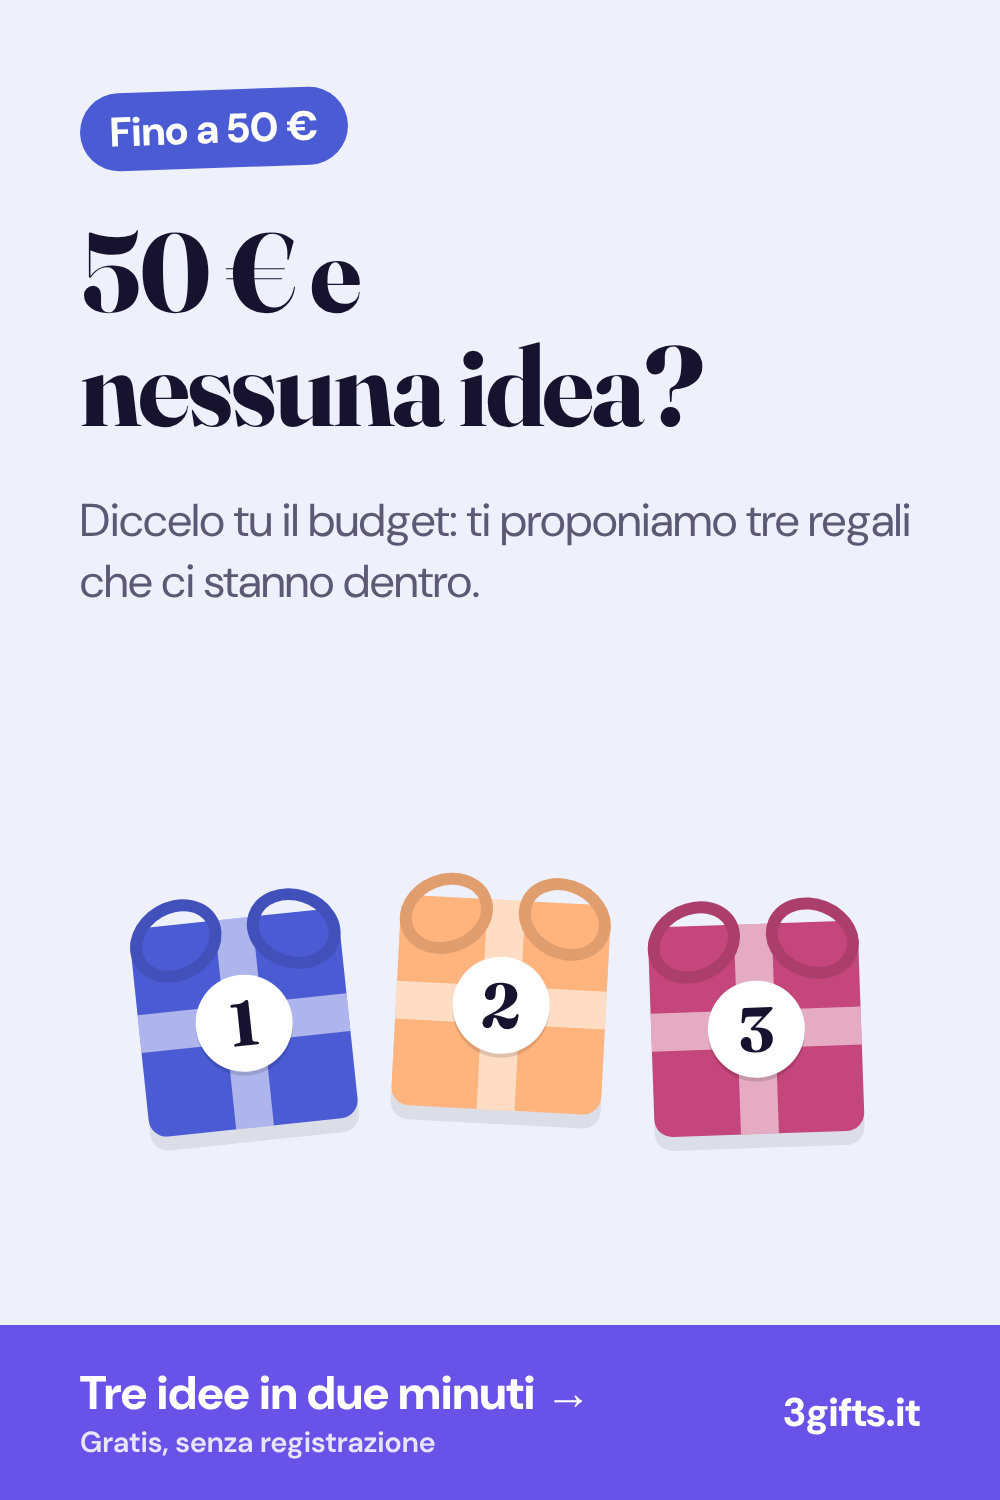 Fino a 50 €
50 € e
nessuna idea?
Diccelo tu il budget: ti proponiamo tre regali
che ci stanno dentro.
1
2
3
Tre idee in due minuti →
Gratis, senza registrazione
3gifts.it